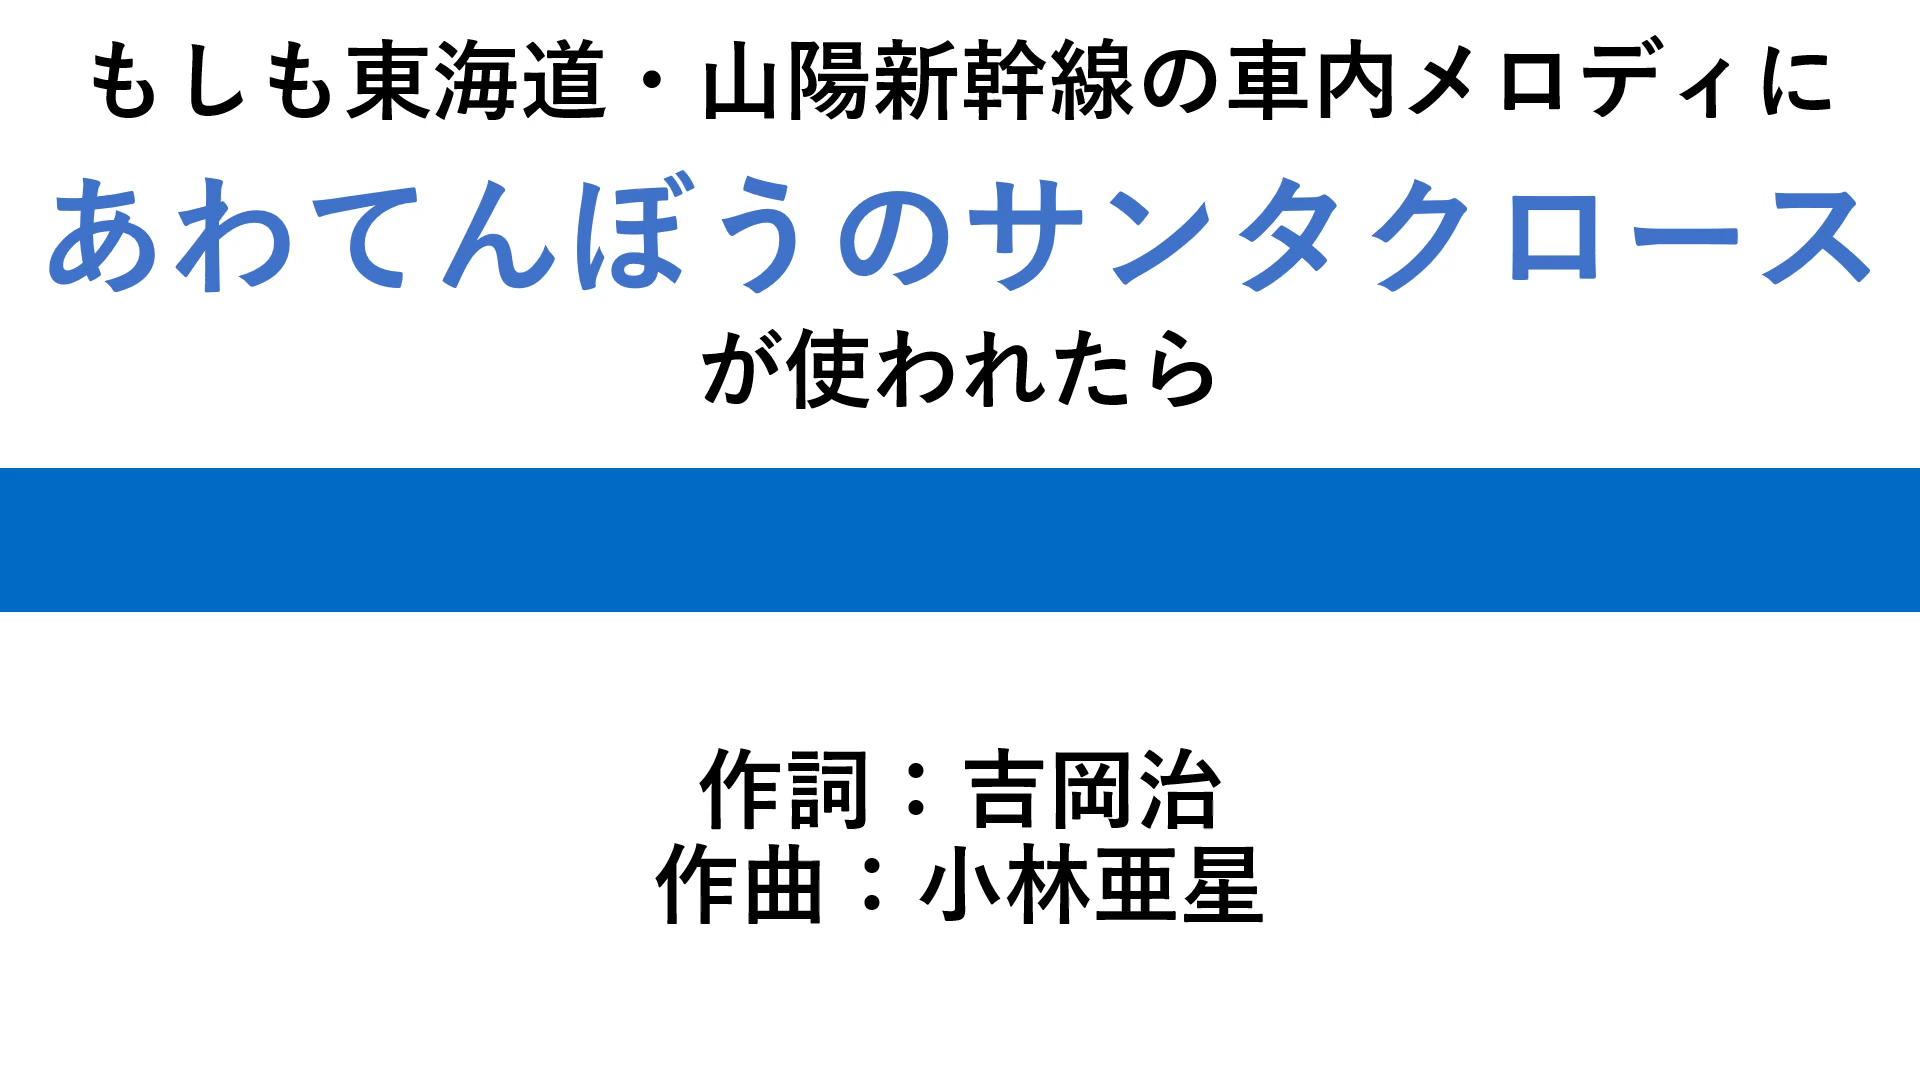 もしも東海道・山陽新幹線の車内メロディに
あわてんぼうのサンタクロース
が使われたら
作詞：吉岡治
作曲：小林亜星